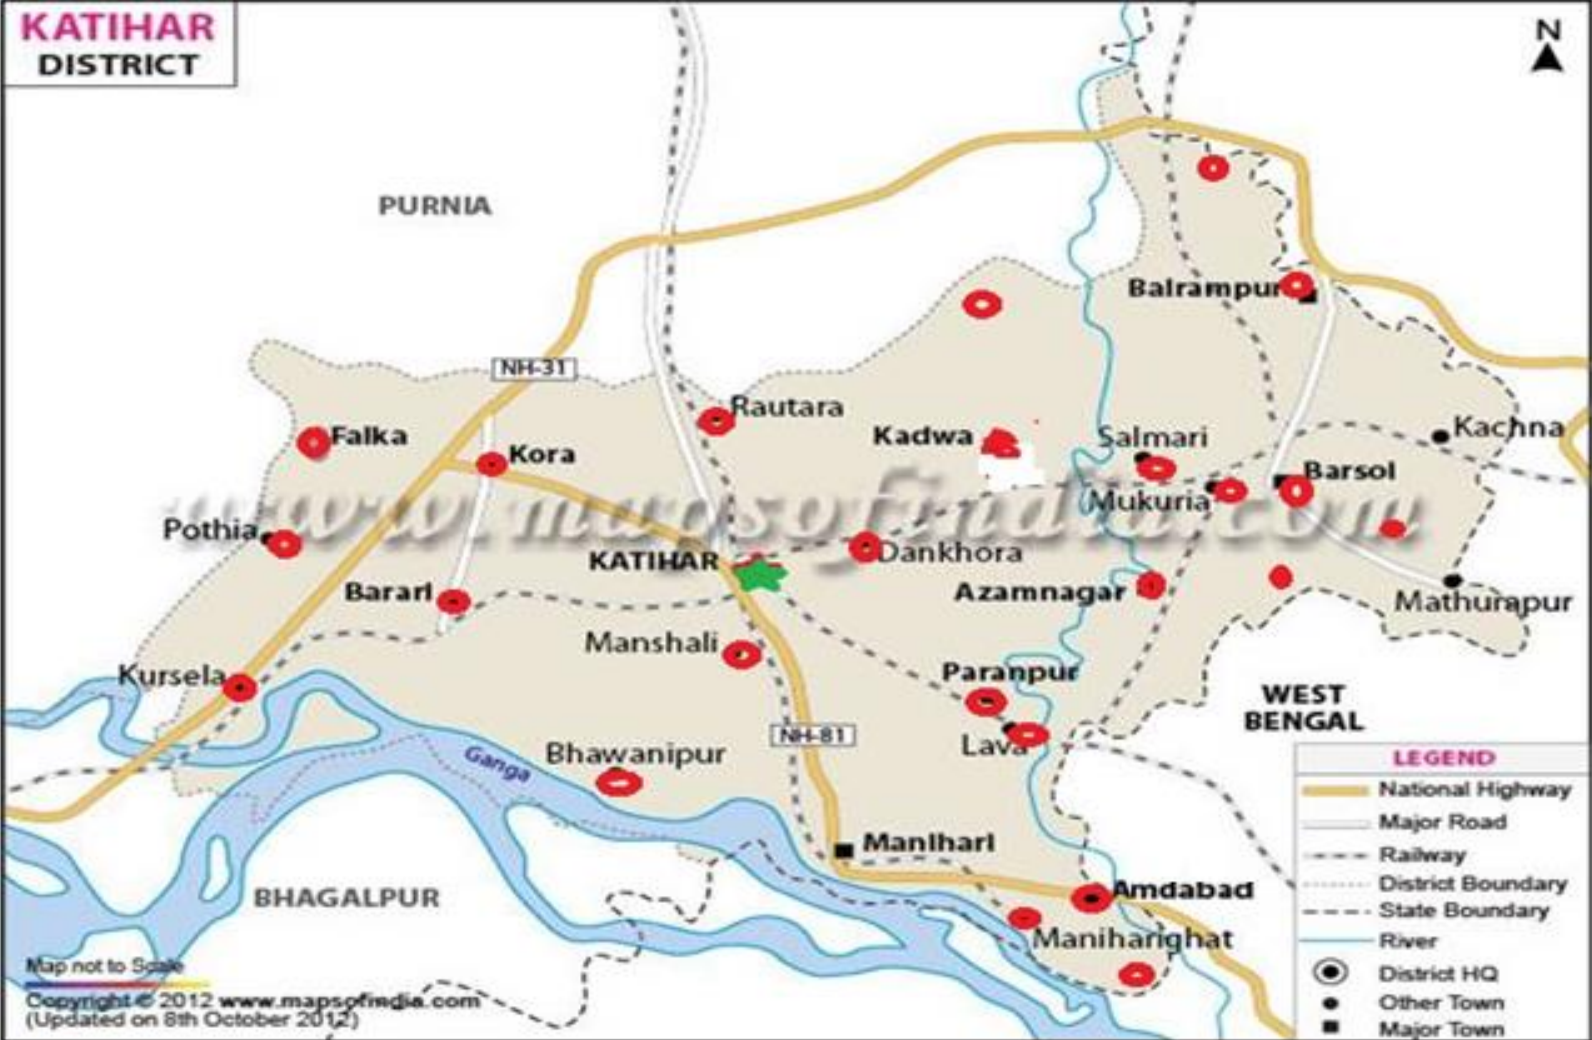 KATIHAR
DISTRICT
N
PURNIA
Balrampur
NH-31
Rautara
Falka
Kora
Kadwa
Salmari
Kachna
Barsol
Mukuria
www.mapsofindia.com
Pothia
KATIHAR
Dankhora
Bararl
Azamnagar
Mathurapur
Manshali
Kursela
Paranpur
WEST
BENGAL
NH-81
Lava
Bhawanipur
Ganga
Manlharl
BHAGALPUR
Amdabad
Maniharighat
LEGEND
National Highway
Major Road
Railway
District Boundary
State Boundary
River
District HQ
Other Town
Major Town
Map not to Scale
Copyright © 2012 www.mapsofindia.com
(Updated on 8th October 2012)